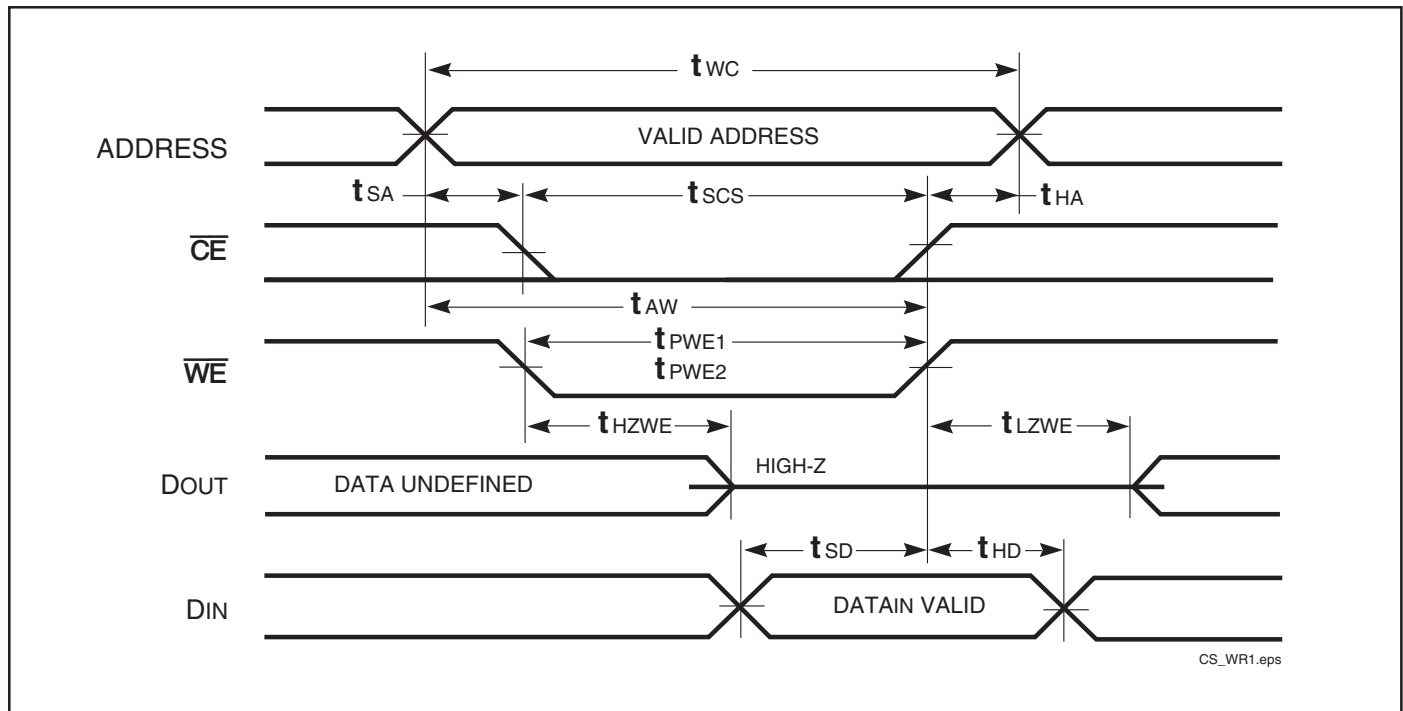 tWC
ADDRESS
VALID ADDRESS
tSA
tSCS
tHA
CE
tAW
tPWE1
WE
tPWE2
tHZWE
tLZWE
DOUT
DATA UNDEFINED
HIGH-Z
tSD
tHD
DIN
DATAIN VALID
CS_WR1.eps